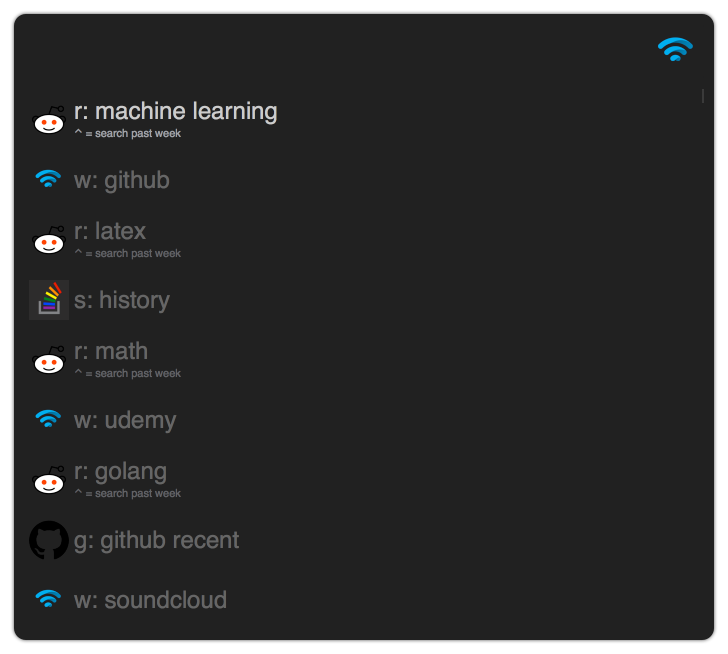 r: machine learning
^ = search past week
w: github
r: latex
^ = search past week
s: history
r: math
^ = search past week
w: udemy
r: golang
^ = search past week
g: github recent
w: soundcloud